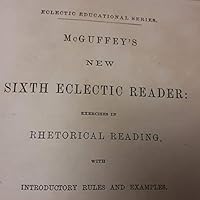 ECLECTIC EDUCATIONAL SERIES.
McGUFFEY'S
NEW
SIXTH ECLECTIC READER:
EXERCISES IN
RHETORICAL READING,
WITH
INTRODUCTORY RULES AND EXAMPLES.